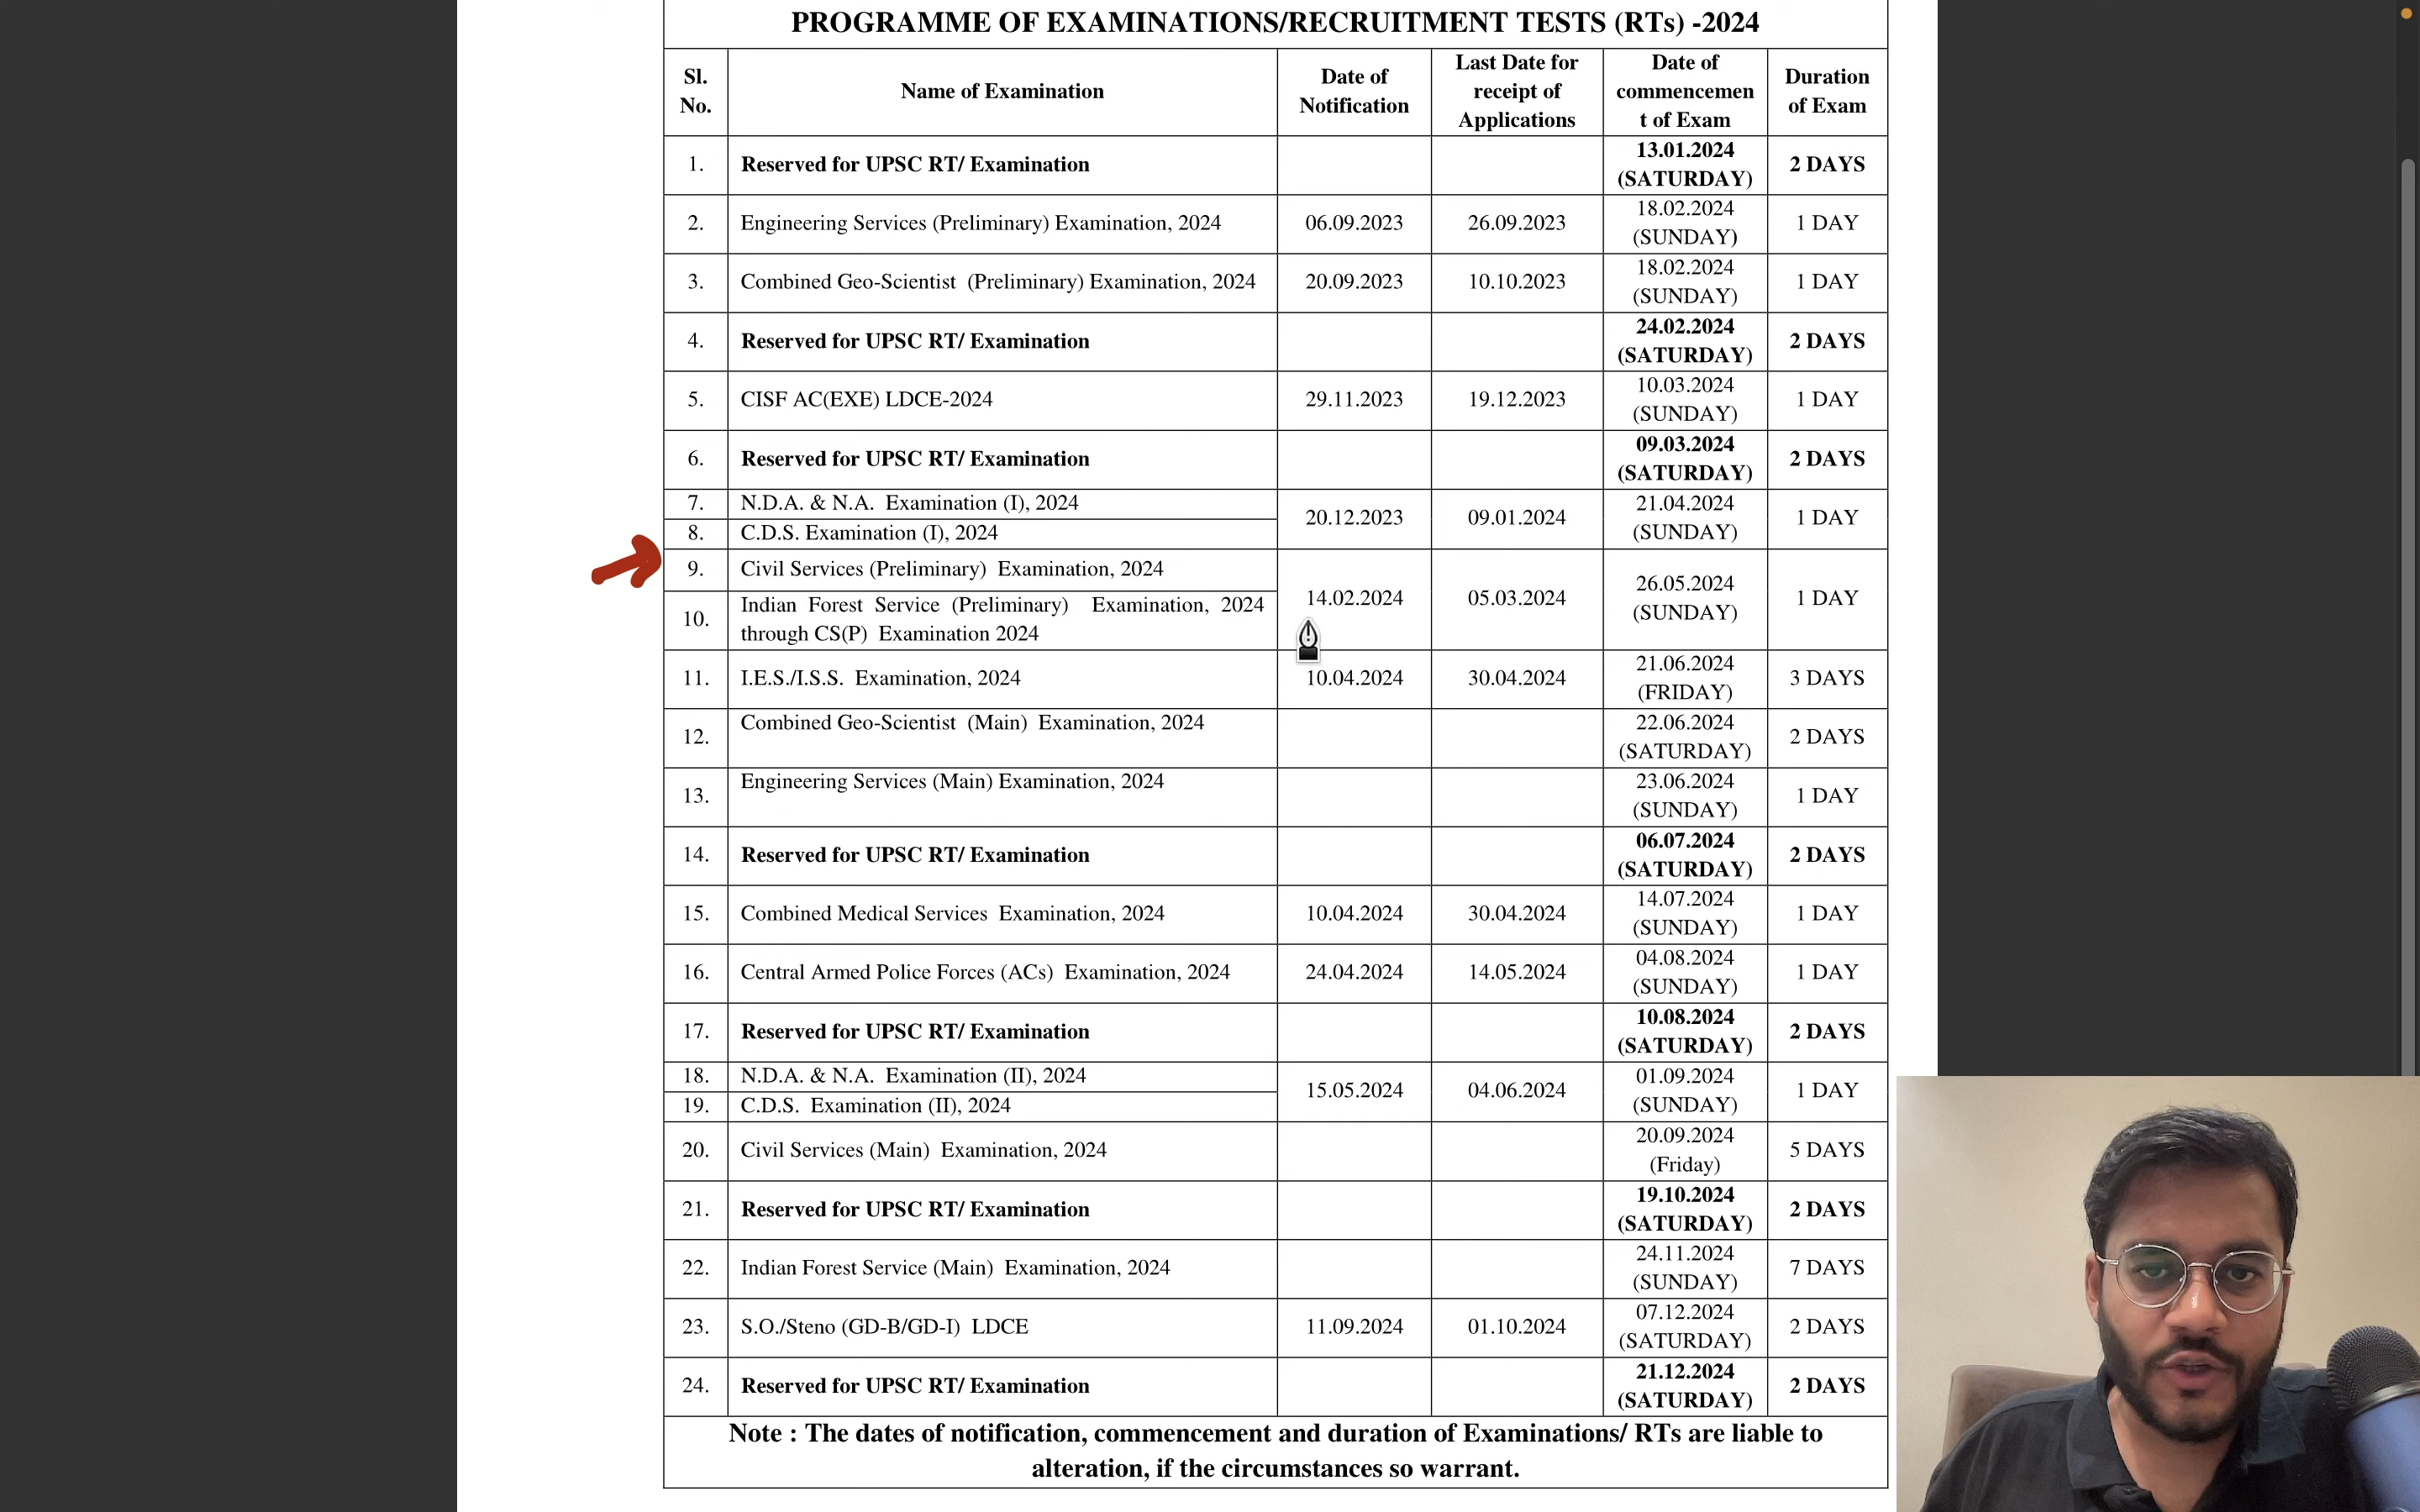 PROGRAMME OF EXAMINATIONS/RECRUITMENT TESTS (RTs) -2024
Sl. No. Name of Examination Date of Notification Last Date for receipt of Applications Date of commencemen t of Exam Duration of Exam
1. Reserved for UPSC RT/ Examination 13.01.2024 (SATURDAY) 2 DAYS
2. Engineering Services (Preliminary) Examination, 2024 06.09.2023 26.09.2023 18.02.2024 (SUNDAY) 1 DAY
3. Combined Geo-Scientist (Preliminary) Examination, 2024 20.09.2023 10.10.2023 18.02.2024 (SUNDAY) 1 DAY
4. Reserved for UPSC RT/ Examination 24.02.2024 (SATURDAY) 2 DAYS
5. CISF AC(EXE) LDCE-2024 29.11.2023 19.12.2023 10.03.2024 (SUNDAY) 1 DAY
6. Reserved for UPSC RT/ Examination 09.03.2024 (SATURDAY) 2 DAYS
7. N.D.A. & N.A. Examination (I), 2024 20.12.2023 09.01.2024 21.04.2024 (SUNDAY) 1 DAY
8. C.D.S. Examination (I), 2024
9. Civil Services (Preliminary) Examination, 2024 14.02.2024 05.03.2024 26.05.2024 (SUNDAY) 1 DAY
10. Indian Forest Service (Preliminary) Examination, 2024
through CS(P) Examination 2024
11. I.E.S./I.S.S. Examination, 2024 10.04.2024 30.04.2024 21.06.2024 (FRIDAY) 3 DAYS
12. Combined Geo-Scientist (Main) Examination, 2024 22.06.2024 (SATURDAY) 2 DAYS
13. Engineering Services (Main) Examination, 2024 23.06.2024 (SUNDAY) 1 DAY
14. Reserved for UPSC RT/ Examination 06.07.2024 (SATURDAY) 2 DAYS
15. Combined Medical Services Examination, 2024 10.04.2024 30.04.2024 14.07.2024 (SUNDAY) 1 DAY
16. Central Armed Police Forces (ACs) Examination, 2024 24.04.2024 14.05.2024 04.08.2024 (SUNDAY) 1 DAY
17. Reserved for UPSC RT/ Examination 10.08.2024 (SATURDAY) 2 DAYS
18. N.D.A. & N.A. Examination (II), 2024 15.05.2024 04.06.2024 01.09.2024 (SUNDAY) 1 DAY
19. C.D.S. Examination (II), 2024
20. Civil Services (Main) Examination, 2024 20.09.2024 (Friday) 5 DAYS
21. Reserved for UPSC RT/ Examination 19.10.2024 (SATURDAY) 2 DAYS
22. Indian Forest Service (Main) Examination, 2024 24.11.2024 (SUNDAY) 7 DAYS
23. S.O./Steno (GD-B/GD-I) LDCE 11.09.2024 01.10.2024 07.12.2024 (SATURDAY) 2 DAYS
24. Reserved for UPSC RT/ Examination 21.12.2024 (SATURDAY) 2 DAYS
Note : The dates of notification, commencement and duration of Examinations/ RTs are liable to
alteration, if the circumstances so warrant.